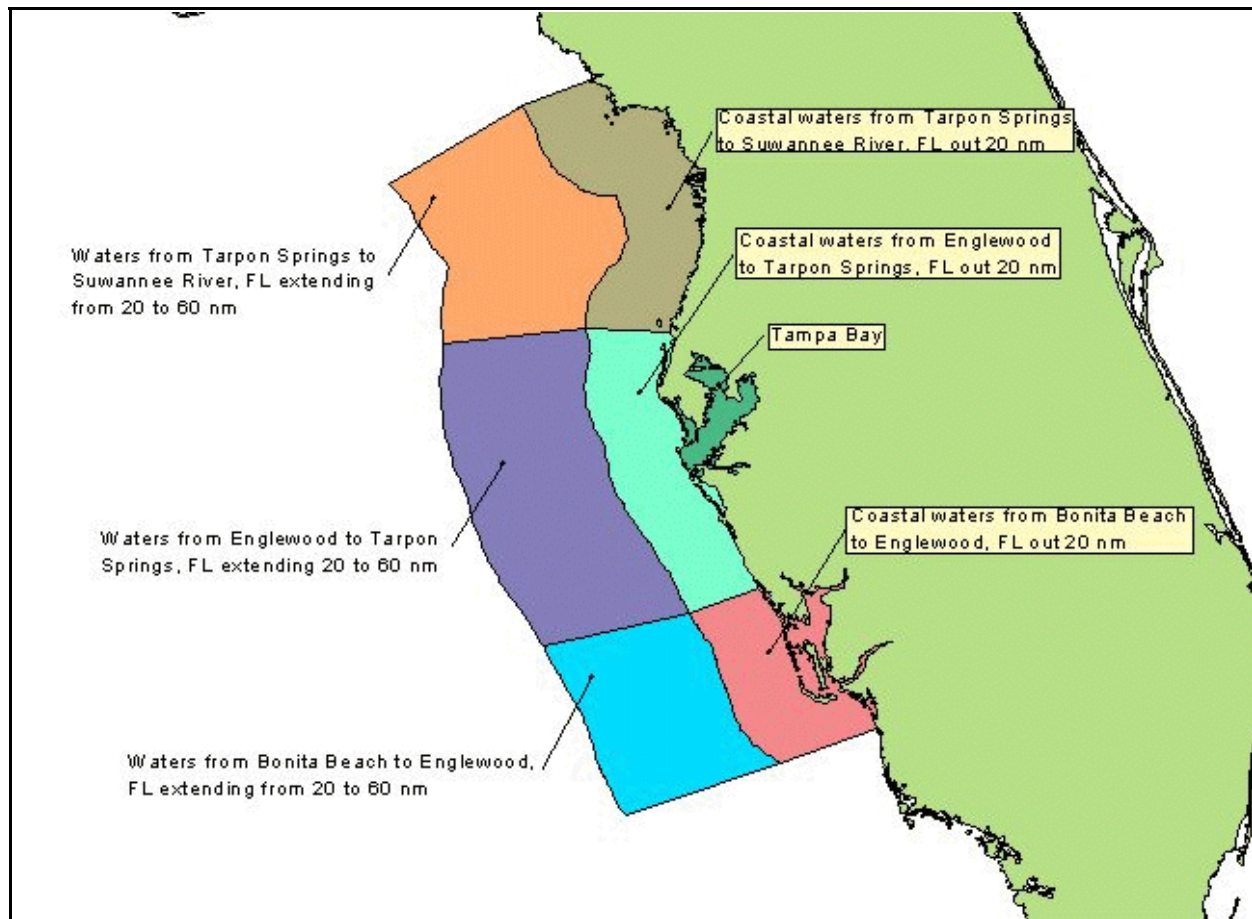 Coastal waters from Tarpon Springs
to Suwannee River, FL out 20 nm
Waters from Tarpon Springs to
Suwannee River, FL extending
from 20 to 60 nm
Coastal waters from Englewood
to Tarpon Springs, FL out 20 nm
Tampa Bay
Waters from Englewood to Tarpon
Springs, FL extending 20 to 60 nm
Coastal waters from Bonita Beach
to Englewood, FL out 20 nm
Waters from Bonita Beach to Englewood,
FL extending from 20 to 60 nm